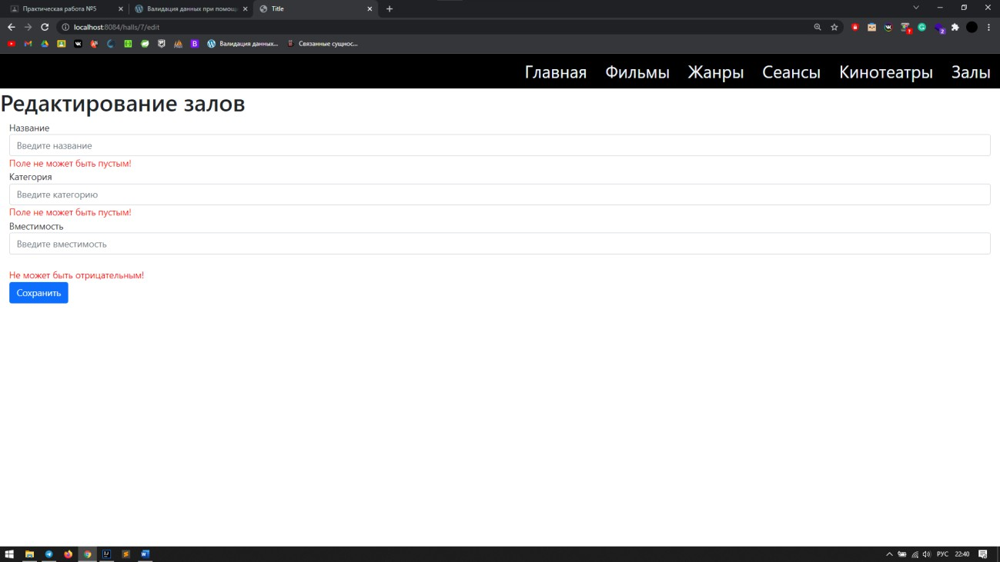 Практическая работа №5
Валидация данных при помощи
Title
localhost:8084/halls/7/edit
Валидация данных...
Связанные сущнос...
Главная Фильмы Жанры Сеансы Кинотеатры Залы
Редактирование залов
Название
Введите название
Поле не может быть пустым!
Категория
Введите категорию
Поле не может быть пустым!
Вместимость
Введите вместимость
Не может быть отрицательным!
Сохранить
РУС 22:40